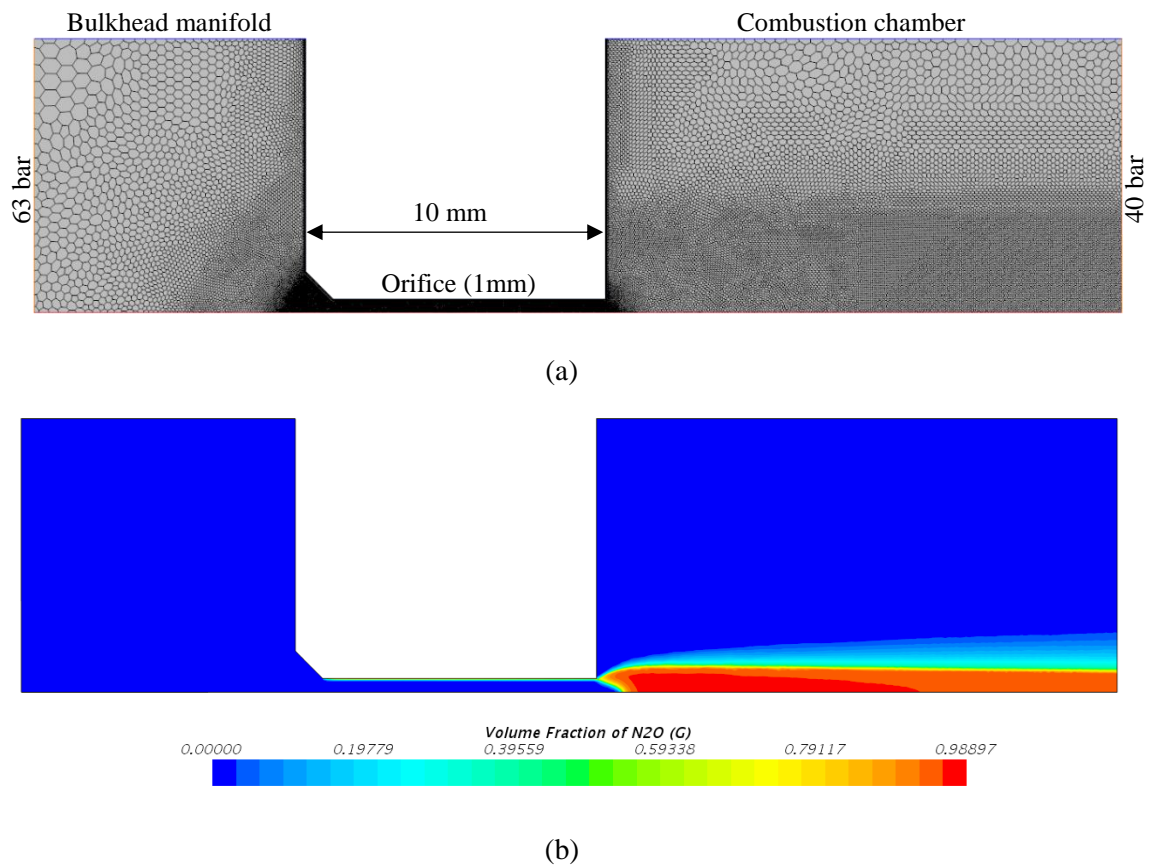 Bulkhead manifold Combustion chamber
63 bar
10 mm
40 bar
Orifice (1mm)
(a)
Volume Fraction of N2O (G)
0.00000 0.19779 0.39559 0.59338 0.79117 0.98897
(b)